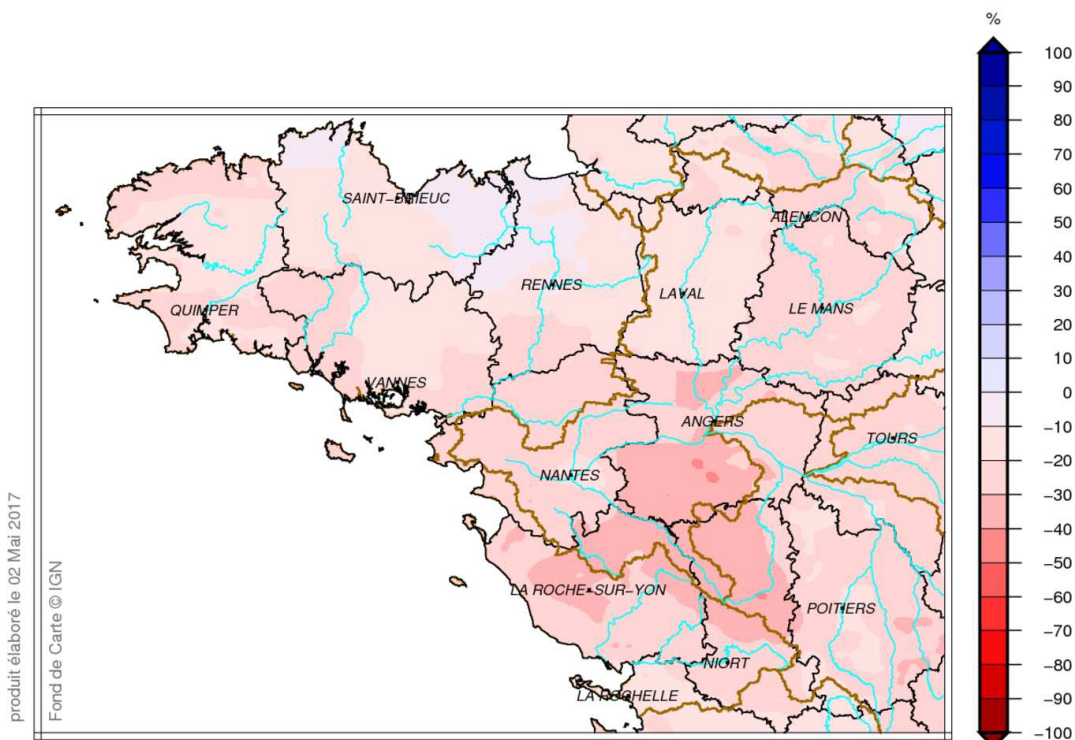 %
100
90
80
70
60
50
40
30
20
10
0
−10
−20
−30
−40
−50
−60
−70
−80
−90
−100
SAINT−BRIEUC
ALENCON
RENNES
LAVAL
QUIMPER
LE MANS
VANNES
ANGERS
TOURS
NANTES
LA ROCHE−SUR−YON
POITIERS
NIORT
LA ROCHELLE
produit élaboré le 02 Mai 2017
Fond de Carte © IGN